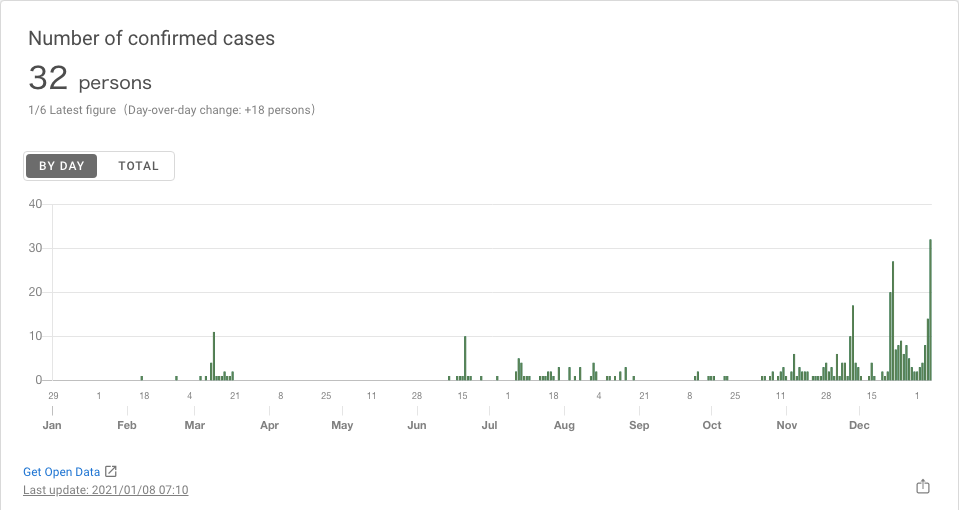 Number of confirmed cases
32 persons
1/6 Latest figure（Day-over-day change: +18 persons）
BY DAY TOTAL
40
30
20
10
0
29 1 18 4 21 8 25 11 28 15 1 18 4 21 8 25 11 28 15 1
Jan Feb Mar Apr May Jun Jul Aug Sep Oct Nov Dec
Get Open Data
Last update: 2021/01/08 07:10